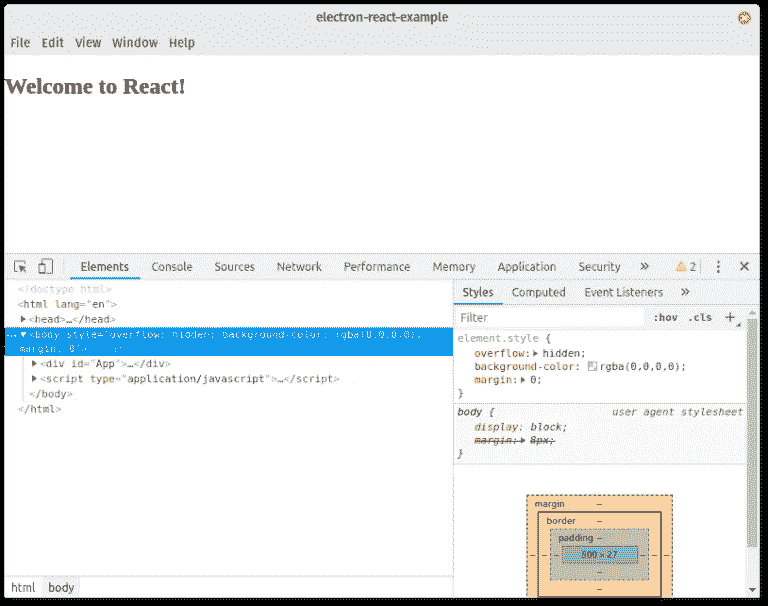 electron-react-example
File Edit View Window Help
Welcome to React!
Elements Console Sources Network Performance Memory Application Security » 2
<!doctype html>
<html lang="en">
▶<head>…</head>
▼<body style="overflow: hidden; background-color: rgba(0,0,0,0);
margin: 0">
▶<div id="App">…</div>
▶<script type="application/javascript">…</script>
</body>
</html>
html body
Styles Computed Event Listeners »
Filter :hov .cls +
element.style {
overflow:▶ hidden;
background-color: rgba(0,0,0,0);
margin:▶ 0;
}
body { user agent stylesheet
display: block;
margin:▶ 8px;
}
margin –
border –
padding –
– – – 800 × 27 – – –
–
–